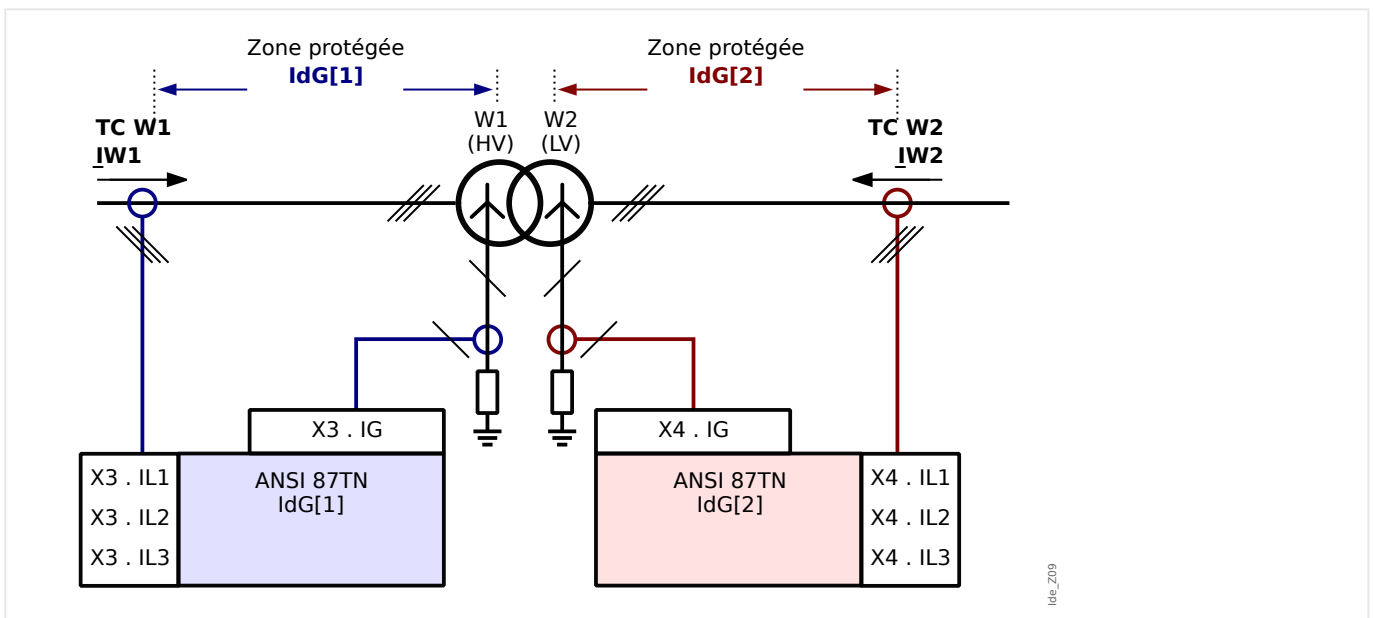 Zone protégée
IdG[1]
Zone protégée
IdG[2]
TC W1
IW1
W1
(HV)
W2
(LV)
TC W2
IW2
X3 . IG
X4 . IG
X3 . IL1
X3 . IL2
X3 . IL3
ANSI 87TN
IdG[1]
ANSI 87TN
IdG[2]
X4 . IL1
X4 . IL2
X4 . IL3
Ide_Z09